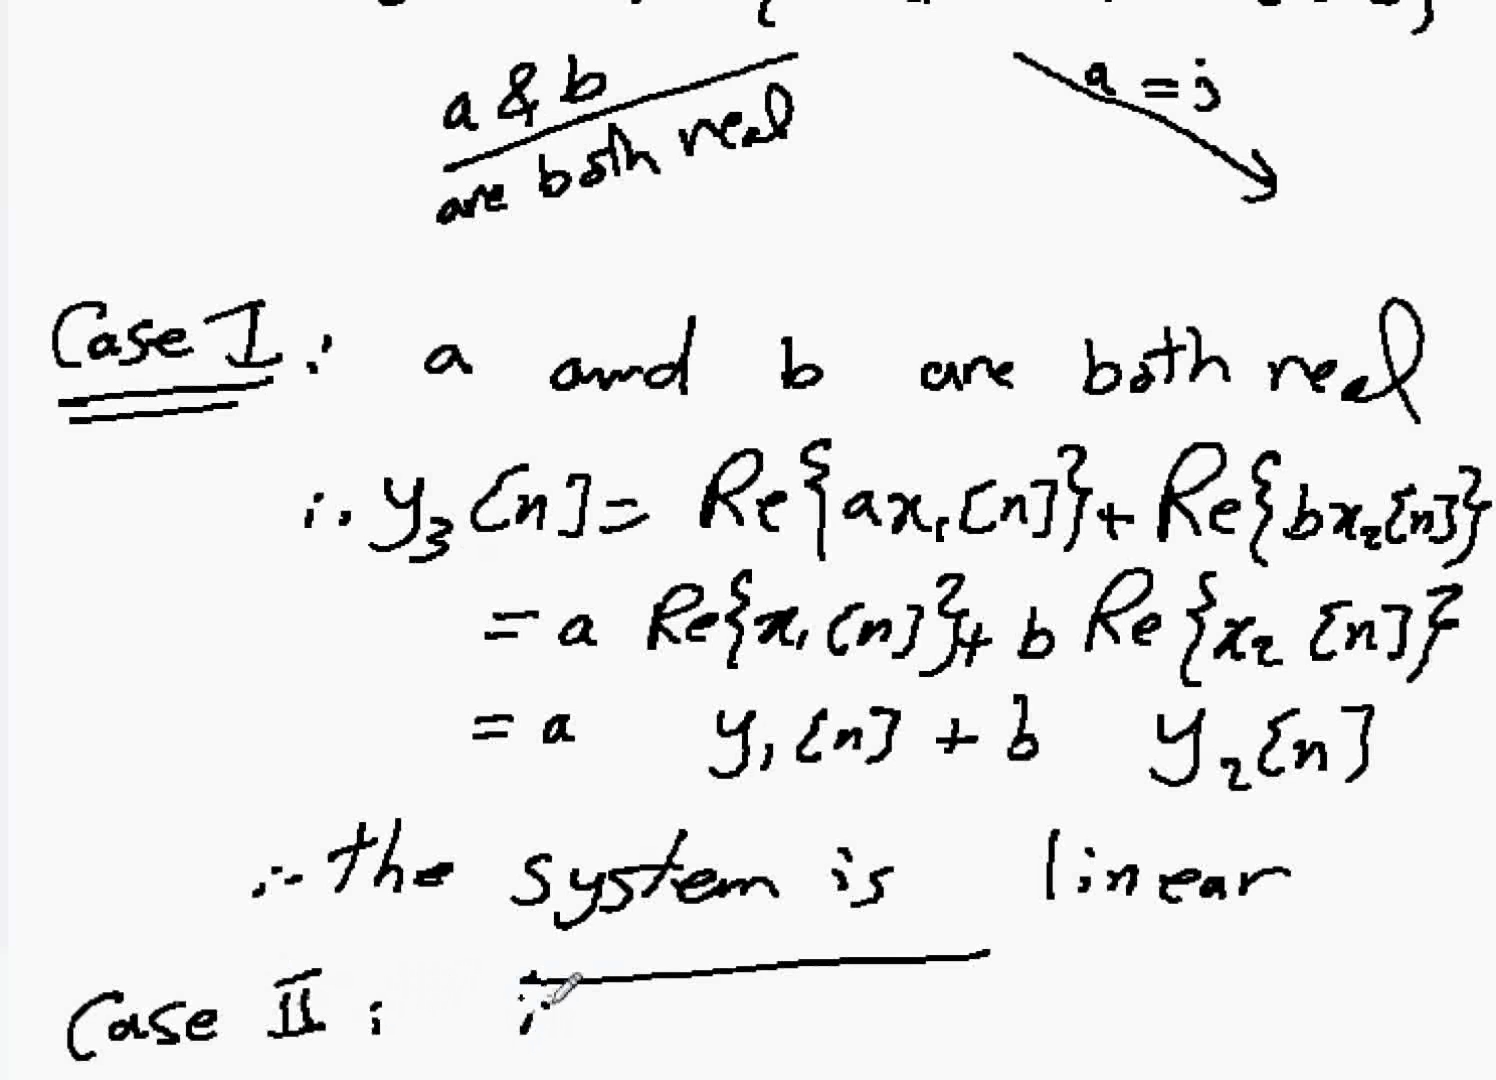 a & b
are both real
a = j
Case I : a and b are both real
∴ y₃[n] = Re{ax₁[n]} + Re{bx₂[n]}
= a Re{x₁[n]} + b Re{x₂[n]}
= a y₁[n] + b y₂[n]
∴ the system is linear
Case II :